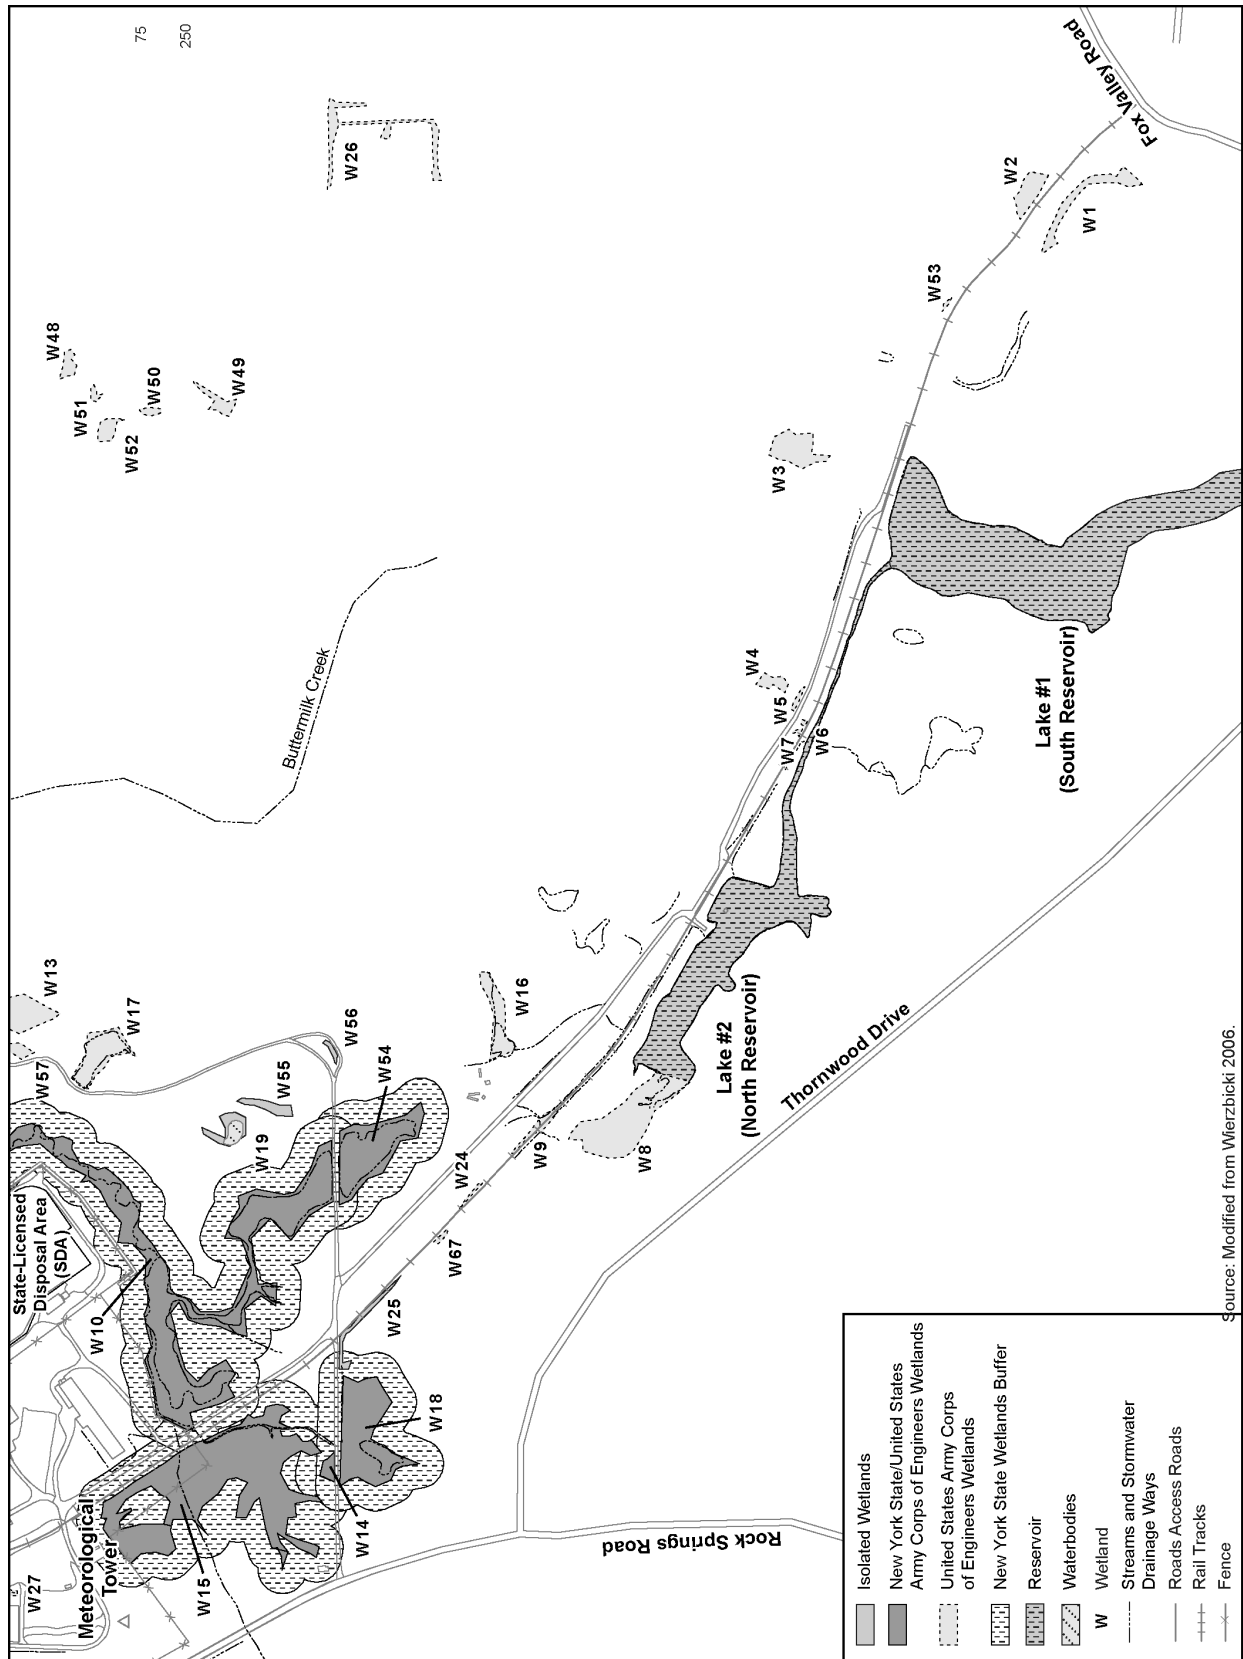 75
250
Fox Valley Road
W26
W2
W1
W53
W48
W51
W50
W49
W52
W3
Buttermilk Creek
W4
W5
W7
W6
Lake #1
(South Reservoir)
W13
W17
W57
W56
W16
W54
W55
W19
Lake #2
(North Reservoir)
Thornwood Drive
W8
W9
W24
W67
W25
State-Licensed
Disposal Area
(SDA)
W10
W18
W14
W15
Meteorological
Tower
W27
Rock Springs Road
Isolated Wetlands
New York State/United States
Army Corps of Engineers Wetlands
United States Army Corps
of Engineers Wetlands
New York State Wetlands Buffer
Reservoir
Waterbodies
W Wetland
Streams and Stormwater
Drainage Ways
Roads Access Roads
Rail Tracks
Fence
Source: Modified from Wierzbicki 2006.